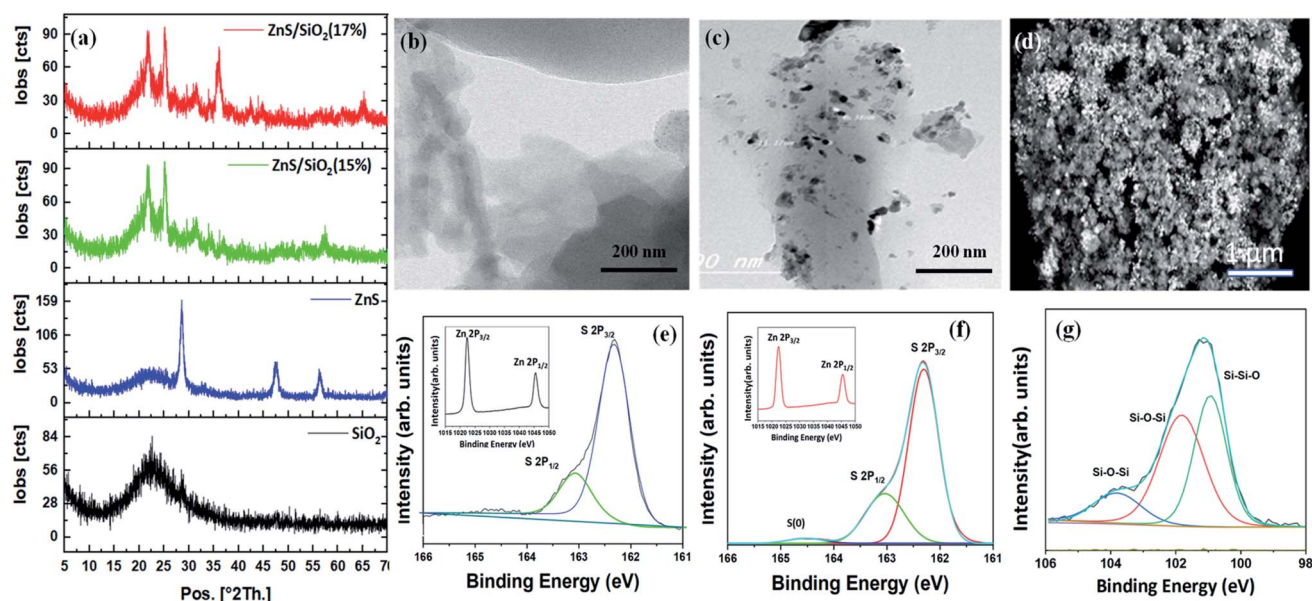 (a)
ZnS/SiO2(17%)
Iobs [cts]
90
60
30
0
ZnS/SiO2(15%)
Iobs [cts]
90
60
30
0
ZnS
Iobs [cts]
159
106
53
0
SiO2
Iobs [cts]
84
56
28
0
5 10 15 20 25 30 35 40 45 50 55 60 65 70
Pos. [°2Th.]
(b)
200 nm
(c)
00 nm
200 nm
(d)
1 µm
(e)
Intensity (arb. units)
S 2P3/2
S 2P1/2
Zn 2P3/2
Zn 2P1/2
Intensity(arb. units)
1015 1020 1025 1030 1035 1040 1045 1050
Binding Energy (eV)
166 165 164 163 162 161
Binding Energy (eV)
(f)
Intensity (arb. units)
S 2P3/2
S 2P1/2
S(0)
Zn 2P3/2
Zn 2P1/2
Intensity(arb. units)
1015 1020 1025 1030 1035 1040 1045 1050
Binding Energy (eV)
166 165 164 163 162 161
Binding Energy (eV)
(g)
Intensity(arb. units)
Si-Si-O
Si-O-Si
Si-O-Si
106 104 102 100 98
Binding Energy (eV)